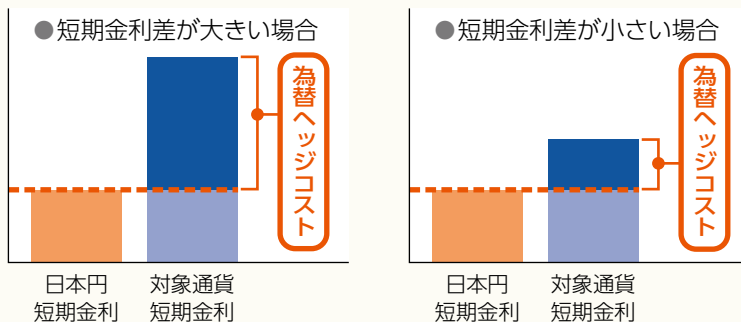 ●短期金利差が大きい場合
為替ヘッジコスト
日本円
短期金利
対象通貨
短期金利
●短期金利差が小さい場合
為替ヘッジコスト
日本円
短期金利
対象通貨
短期金利